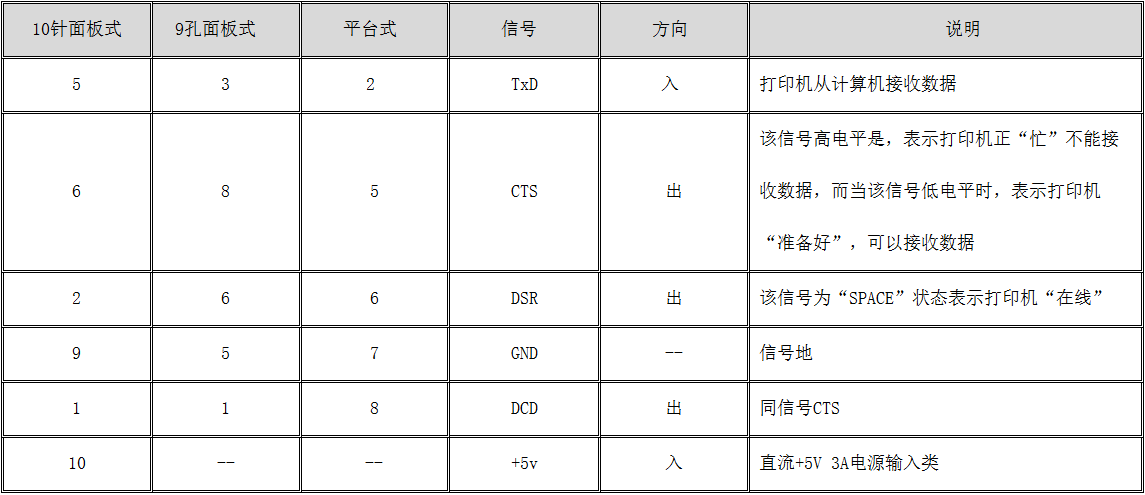 10针面板式 9孔面板式 平台式 信号 方向 说明
5 3 2 TxD 入 打印机从计算机接收数据
6 8 5 CTS 出 该信号高电平是，表示打印机正“忙”不能接
收数据，而当该信号低电平时，表示打印机
“准备好”，可以接收数据
2 6 6 DSR 出 该信号为“SPACE”状态表示打印机“在线”
9 5 7 GND -- 信号地
1 1 8 DCD 出 同信号CTS
10 -- -- +5v 入 直流+5V 3A电源输入类